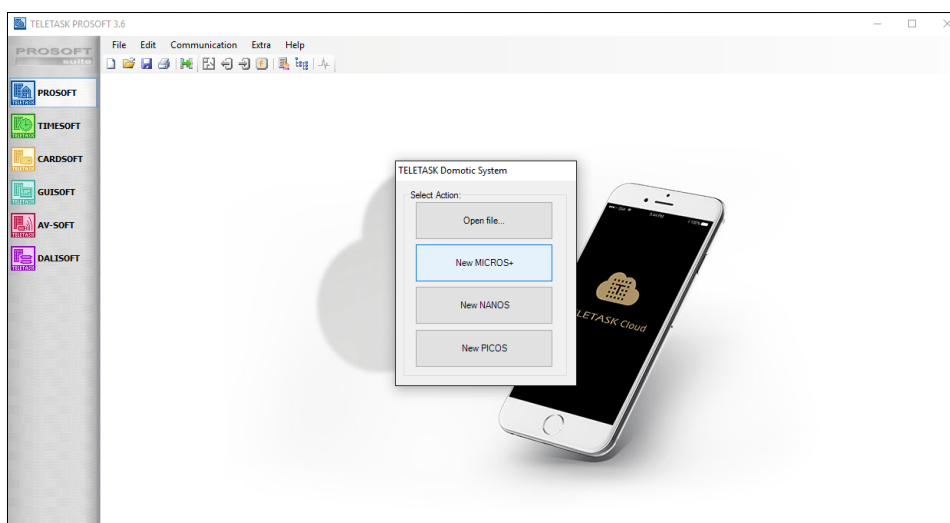 TELETASK PROSOFT 3.6
PROSOFT
suite
File Edit Communication Extra Help
PROSOFT
TIMESOFT
CARDSOFT
GUISOFT
AV-SOFT
DALISOFT
TELETASK Domotic System
Select Action:
Open file...
New MICROS+
New NANOS
New PICOS
TELETASK Cloud